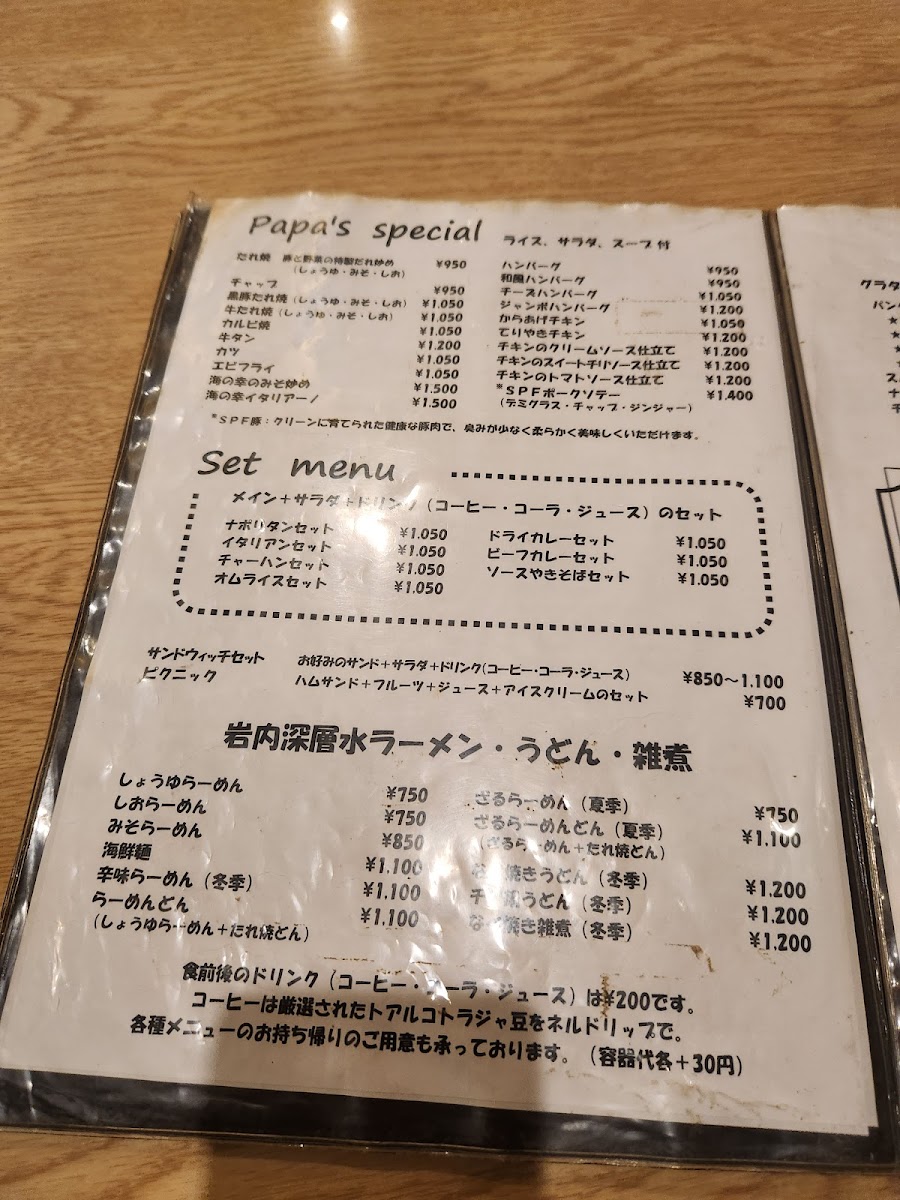 Papa's special
ライス、サラダ、スープ付
たれ焼 豚と野菜の特製だれ炒め ¥950
(しょうゆ・みそ・しお)
チャップ ¥950
黒豚たれ焼(しょうゆ・みそ・しお) ¥1.050
牛たれ焼(しょうゆ・みそ・しお) ¥1.050
カルビ焼 ¥1.050
牛タン ¥1.200
カツ ¥1.050
エビフライ ¥1.050
海の幸のみそ炒め ¥1.500
海の幸イタリアーノ ¥1.500
ハンバーグ ¥950
和風ハンバーグ ¥950
チーズハンバーグ ¥1.050
ジャンボハンバーグ ¥1.200
からあげチキン ¥1.050
てりやきチキン ¥1.200
チキンのクリームソース仕立て ¥1.200
チキンのスイートチリソース仕立て ¥1.200
チキンのトマトソース仕立て ¥1.200
*SPFポークソテー ¥1.400
(デミグラス・チャップ・ジンジャー)
*SPF豚:クリーンに育てられた健康な豚肉で、臭みが少なく柔らかく美味しくいただけます。
Set menu
メイン+サラダ+ドリンク(コーヒー・コーラ・ジュース)のセット
ナポリタンセット ¥1.050
イタリアンセット ¥1.050
チャーハンセット ¥1.050
オムライスセット ¥1.050
ドライカレーセット ¥1.050
ビーフカレーセット ¥1.050
ソースやきそばセット ¥1.050
サンドウィッチセット お好みのサンド+サラダ+ドリンク(コーヒー・コーラ・ジュース) ¥850〜1.100
ピクニック ハムサンド+フルーツ+ジュース+アイスクリームのセット ¥700
岩内深層水ラーメン・うどん・雑煮
しょうゆらーめん ¥750
しおらーめん ¥750
みそらーめん ¥850
海鮮麺 ¥1.100
辛味らーめん(冬季) ¥1.100
らーめんどん ¥1.100
(しょうゆらーめん+たれ焼どん)
ざるらーめん(夏季) ¥750
ざるらーめんどん(夏季) ¥1.100
(ざるらーめん+たれ焼どん)
焼きうどん(冬季) ¥1.200
うどん(冬季) ¥1.200
焼き雑煮(冬季) ¥1.200
食前後のドリンク(コーヒー・コーラ・ジュース)は¥200です。
コーヒーは厳選されたトアルコトラジャ豆をネルドリップで。
各種メニューのお持ち帰りのご用意も承っております。(容器代各+30円)
グラタ